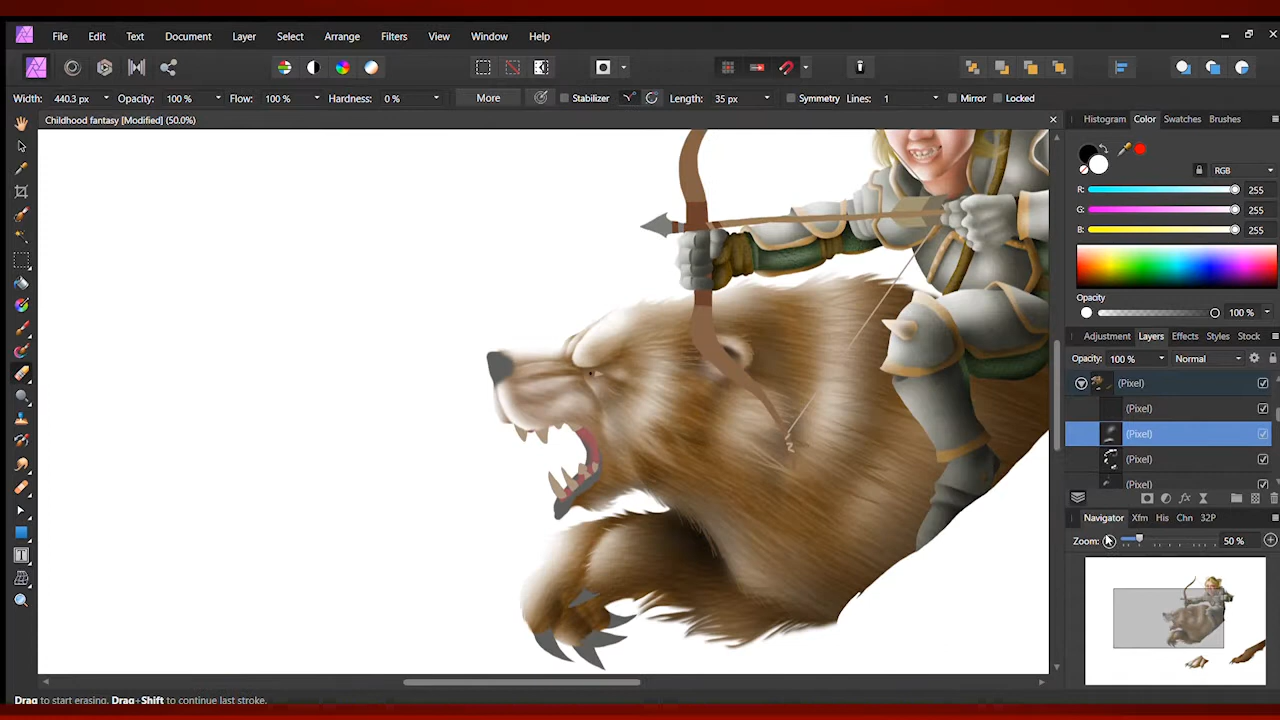 File Edit Text Document Layer Select Arrange Filters View Window Help
Width: 440.3 px Opacity: 100 % Flow: 100 % Hardness: 0 % More Stabilizer Length: 35 px Symmetry Lines: 1 Mirror Locked
Childhood fantasy [Modified] (50.0%)
Histogram Color Swatches Brushes
RGB
R: 255
G: 255
B: 255
Opacity
100 %
Adjustment Layers Effects Styles Stock
Opacity: 100 % Normal
(Pixel)
(Pixel)
(Pixel)
(Pixel)
(Pixel)
Navigator Xfm His Chn 32P
Zoom: 50 %
Drag to start erasing. Drag+Shift to continue last stroke.